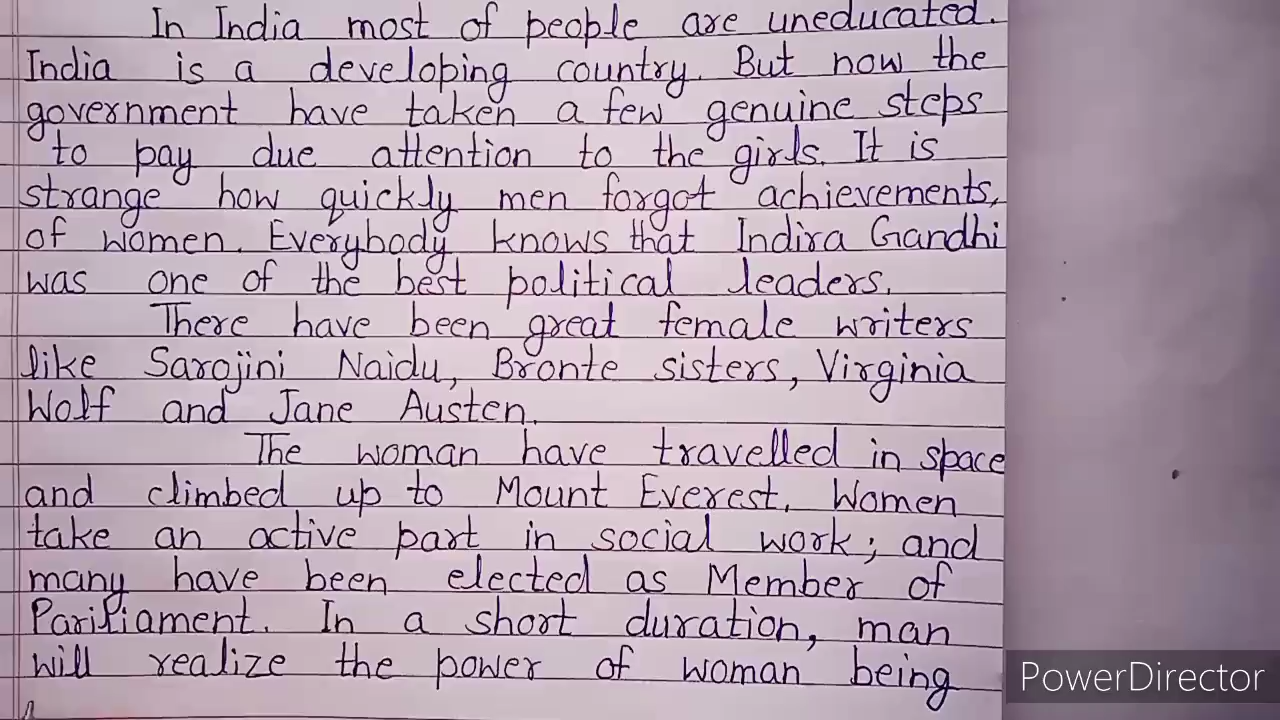 In India most of people are uneducated.
India is a developing country. But now the
government have taken a few genuine steps
to pay due attention to the girls. It is
strange how quickly men forgot achievements,
of women. Everybody knows that Indira Gandhi
was one of the best political leaders.
There have been great female writers
like Sarojini Naidu, Bronte sisters, Virginia
Wolf and Jane Austen.
The woman have travelled in space
and climbed up to Mount Everest. Women
take an active part in social work; and
many have been elected as Member of
Parlliament. In a short duration, man
will realize the power of woman being
PowerDirector